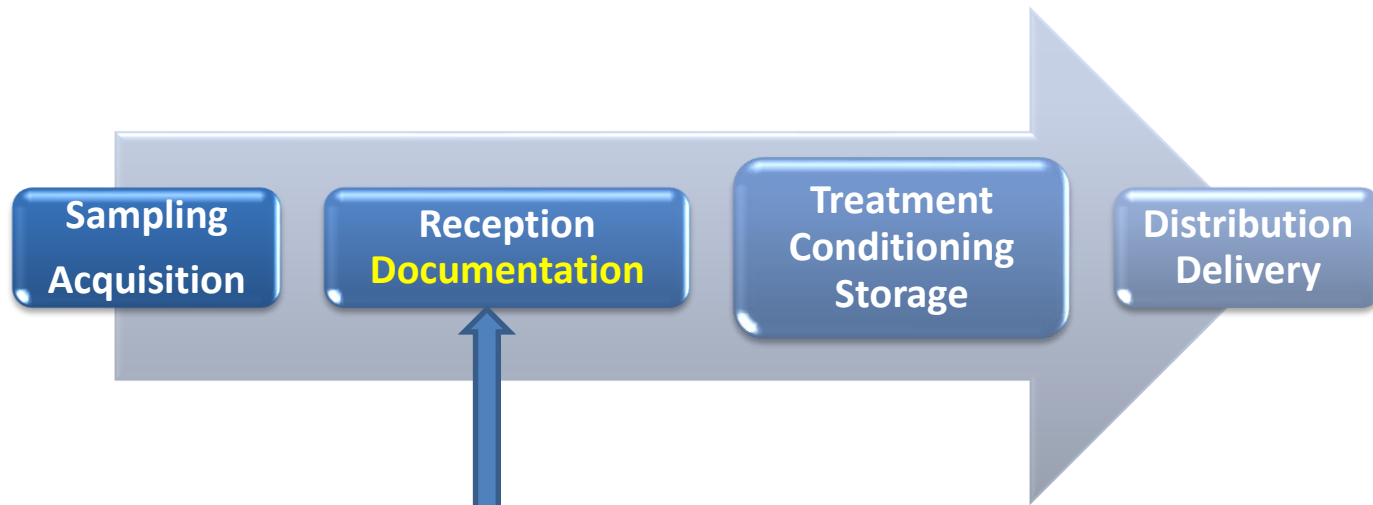 Sampling
Acquisition
Reception
Documentation
Treatment
Conditioning
Storage
Distribution
Delivery